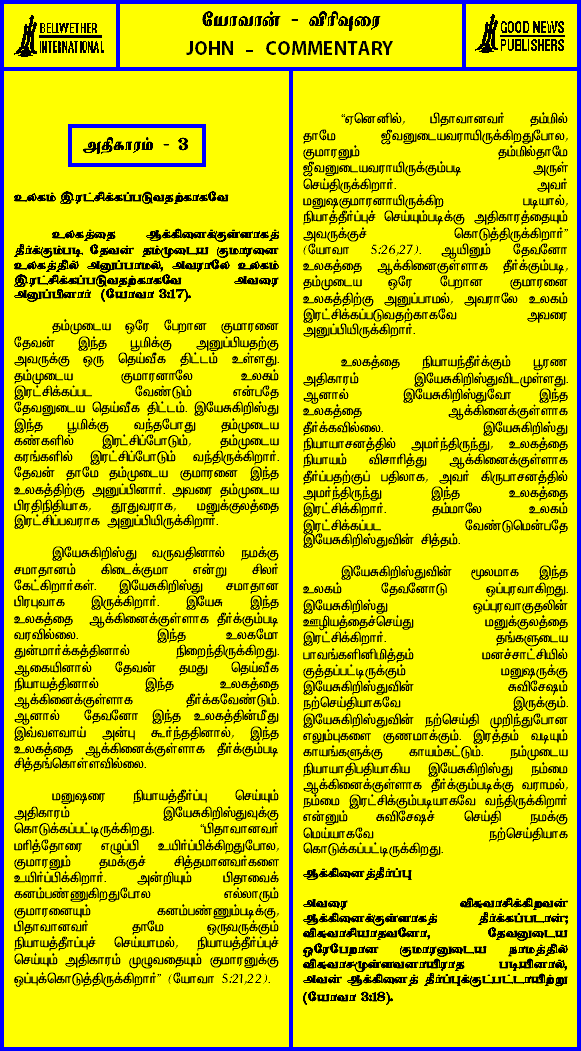 BELWETHER
INTERNATIONAL
யோவான் - விரிவுரை
JOHN - COMMENTARY
GOOD NEWS
PUBLISHERS
அதிகாரம் - 3
உலகம் இரட்சிக்கப்படுவதற்காகவே
உலகத்தை ஆக்கினைக்குள்ளாகத்
தீர்க்கும்படி, தேவன் தம்முடைய குமாரனை
உலகத்தில் அனுப்பாமல், அவராலே உலகம்
இரட்சிக்கப்படுவதற்காகவே அவரை
அனுப்பினார் (யோவா 3:17).
தம்முடைய ஒரே பேறான குமாரனை
தேவன் இந்த பூமிக்கு அனுப்பியதற்கு
அவருக்கு ஒரு தெய்வீக திட்டம் உள்ளது.
தம்முடைய குமாரனாலே உலகம்
இரட்சிக்கப்பட வேண்டும் என்பதே
தேவனுடைய தெய்வீக திட்டம். இயேசுகிறிஸ்து
இந்த பூமிக்கு வந்தபோது தம்முடைய
கண்களில் இரட்சிப்போடும், தம்முடைய
கரங்களில் இரட்சிப்போடும் வந்திருக்கிறார்.
தேவன் தாமே தம்முடைய குமாரனை இந்த
உலகத்திற்கு அனுப்பினார். அவரை தம்முடைய
பிரதிநிதியாக, தூதுவராக, மனுக்குலத்தை
இரட்சிப்பவராக அனுப்பியிருக்கிறார்.
இயேசுகிறிஸ்து வருவதினால் நமக்கு
சமாதானம் கிடைக்குமா என்று சிலர்
கேட்கிறார்கள். இயேசுகிறிஸ்து சமாதான
பிரபுவாக இருக்கிறார். இயேசு இந்த
உலகத்தை ஆக்கினைக்குள்ளாக தீர்க்கும்படி
வரவில்லை. இந்த உலகமோ
துன்மார்க்கத்தினால் நிறைந்திருக்கிறது.
ஆகையினால் தேவன் தமது தெய்வீக
நியாயத்தினால் இந்த உலகத்தை
ஆக்கினைக்குள்ளாக தீர்க்கவேண்டும்.
ஆனால் தேவனோ இந்த உலகத்தின்மீது
இவ்வளவாய் அன்பு கூர்ந்ததினால், இந்த
உலகத்தை ஆக்கினைக்குள்ளாக தீர்க்கும்படி
சித்தங்கொள்ளவில்லை.
மனுஷரை நியாயத்தீர்ப்பு செய்யும்
அதிகாரம் இயேசுகிறிஸ்துவுக்கு
கொடுக்கப்பட்டிருக்கிறது. “பிதாவானவர்
மரித்தோரை எழுப்பி உயிர்ப்பிக்கிறதுபோல,
குமாரனும் தமக்குச் சித்தமானவர்களை
உயிர்ப்பிக்கிறார். அன்றியும் பிதாவைக்
கனம்பண்ணுகிறதுபோல எல்லாரும்
குமாரனையும் கனம்பண்ணும்படிக்கு,
பிதாவானவர் தாமே ஒருவருக்கும்
நியாயத்தீர்ப்புச் செய்யாமல், நியாயத்தீர்ப்புச்
செய்யும் அதிகாரம் முழுவதையும் குமாரனுக்கு
ஒப்புக்கொடுத்திருக்கிறார்” (யோவா 5:21,22).
“ஏனெனில், பிதாவானவர் தம்மில்
தாமே ஜீவனுடையவராயிருக்கிறதுபோல,
குமாரனும் தம்மில்தாமே
ஜீவனுடையவராயிருக்கும்படி அருள்
செய்திருக்கிறார். அவர்
மனுஷகுமாரனாயிருக்கிற படியால்,
நியாத்தீர்ப்புச் செய்யும்படிக்கு அதிகாரத்தையும்
அவருக்குச் கொடுத்திருக்கிறார்”
(யோவா 5:26,27). ஆயினும் தேவனோ
உலகத்தை ஆக்கினைகுள்ளாக தீர்க்கும்படி,
தம்முடைய ஒரே பேறான குமாரனை
உலகத்திற்கு அனுப்பாமல், அவராலே உலகம்
இரட்சிக்கப்படுவதற்காகவே அவரை
அனுப்பியிருக்கிறார்.
உலகத்தை நியாயந்தீர்க்கும் பூரண
அதிகாரம் இயேசுகிறிஸ்துவிடமுள்ளது.
ஆனால் இயேசுகிறிஸ்துவோ இந்த
உலகத்தை ஆக்கினைக்குள்ளாக
தீர்க்கவில்லை. இயேசுகிறிஸ்து
நியாயாசனத்தில் அமர்ந்திருந்து, உலகத்தை
நியாயம் விசாரித்து ஆக்கினைக்குள்ளாக
தீர்ப்பதற்குப் பதிலாக, அவர் கிருபாசனத்தில்
அமர்ந்திருந்து இந்த உலகத்தை
இரட்சிக்கிறார். தம்மாலே உலகம்
இரட்சிக்கப்பட வேண்டுமென்பதே
இயேசுகிறிஸ்துவின் சித்தம்.
இயேசுகிறிஸ்துவின் மூலமாக இந்த
உலகம் தேவனோடு ஒப்புரவாகிறது.
இயேசுகிறிஸ்து ஒப்புரவாகுதலின்
ஊழியத்தைச்செய்து மனுக்குலத்தை
இரட்சிக்கிறார். தங்களுடைய
பாவங்களினிமித்தம் மனச்சாட்சியில்
குத்தப்பட்டிருக்கும் மனுஷருக்கு
இயேசுகிறிஸ்துவின் சுவிசேஷம்
நற்செய்தியாகவே இருக்கும்.
இயேசுகிறிஸ்துவின் நற்செய்தி முறிந்துபோன
எலும்புகளை குணமாக்கும். இரத்தம் வடியும்
காயங்களுக்கு காயம்கட்டும். நம்முடைய
நியாயாதிபதியாகிய இயேசுகிறிஸ்து நம்மை
ஆக்கினைக்குள்ளாக தீர்க்கும்படிக்கு வராமல்,
நம்மை இரட்சிக்கும்படியாகவே வந்திருக்கிறார்
என்னும் சுவிசேஷச் செய்தி நமக்கு
மெய்யாகவே நற்செய்தியாக
கொடுக்கப்பட்டிருக்கிறது.
ஆக்கினைத்தீர்ப்பு
அவரை விசுவாசிக்கிறவன்
ஆக்கினைக்குள்ளாகத் தீர்க்கப்படான்;
விசுவாசியாதவனோ, தேவனுடைய
ஒரேபேறான குமாரனுடைய நாமத்தில்
விசுவாசமுள்ளவனாயிராத படியினால்,
அவன் ஆக்கினைத் தீர்ப்புக்குட்பட்டாயிற்று
(யோவா 3:18).